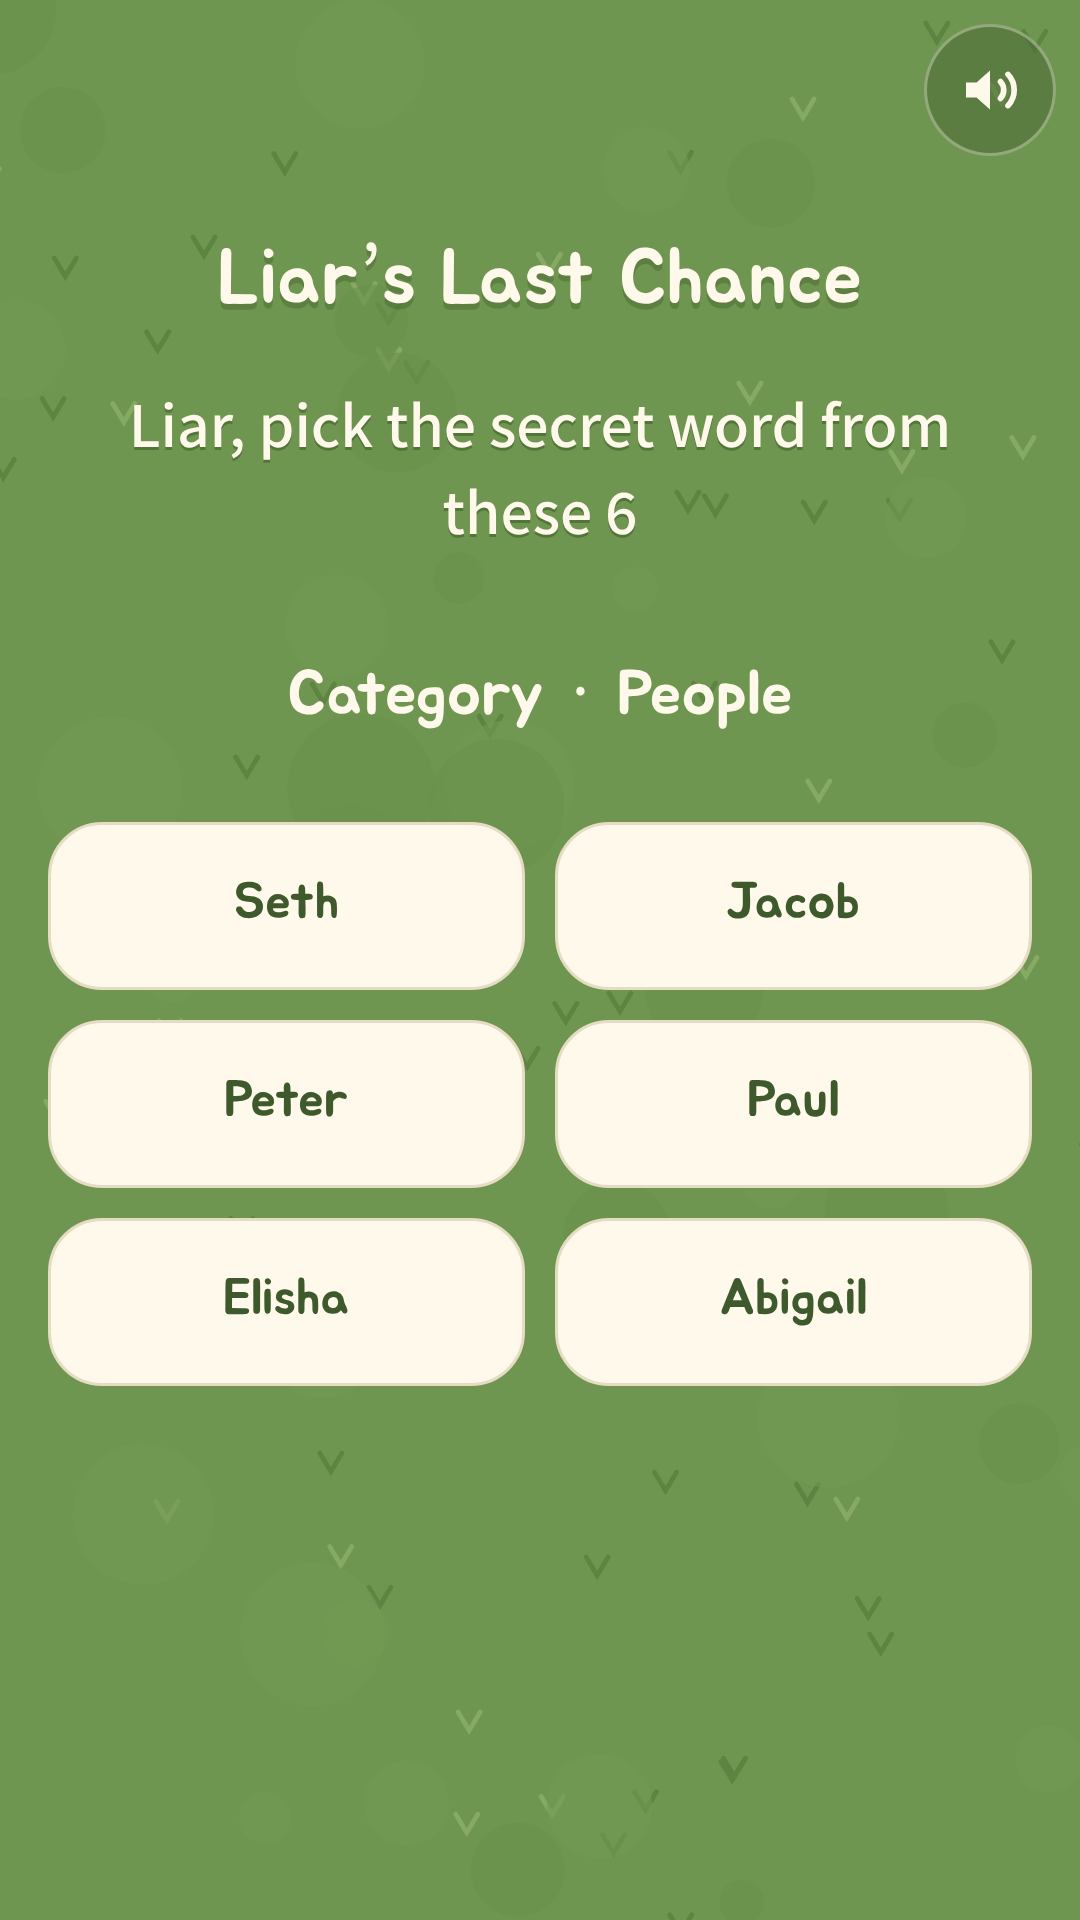 Liar’s Last Chance
Liar, pick the secret word from
these 6
Category · People
Seth
Jacob
Peter
Paul
Elisha
Abigail